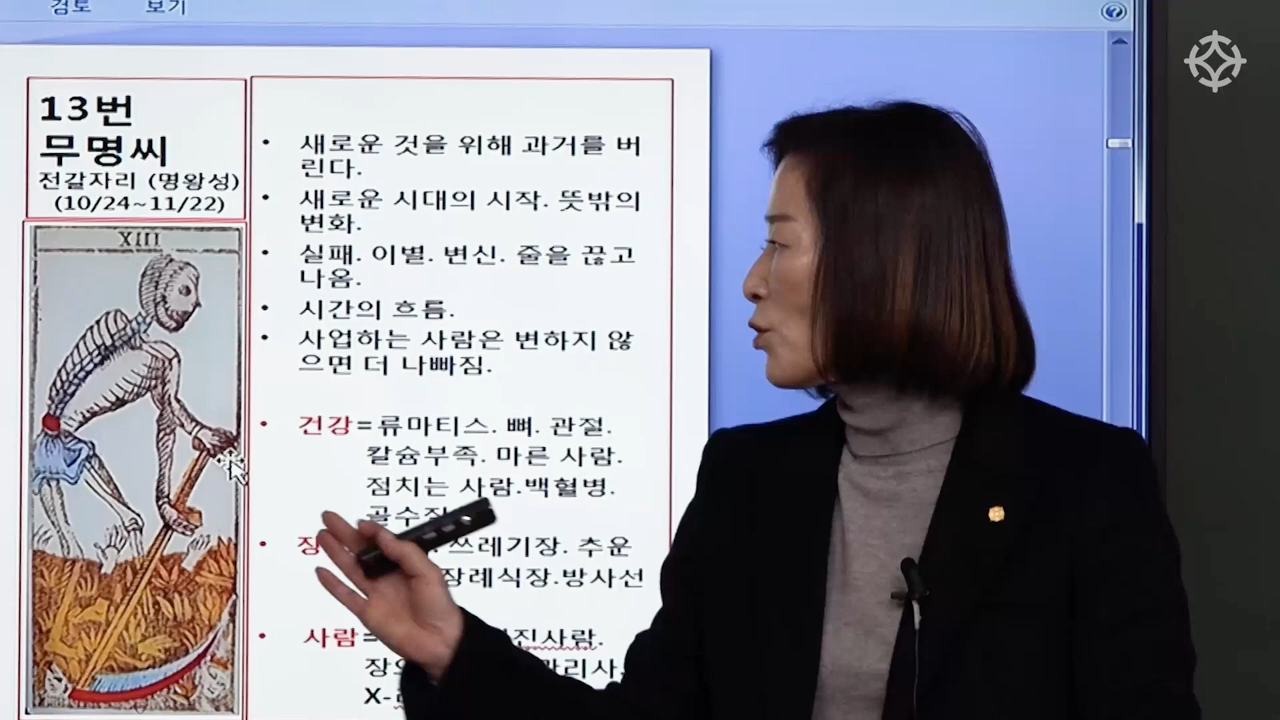 검토 보기
13번
무명씨
전갈자리 (명왕성)
(10/24~11/22)
XIII
• 새로운 것을 위해 과거를 버
린다.
• 새로운 시대의 시작. 뜻밖의
변화.
• 실패. 이별. 변신. 줄을 끊고
나옴.
• 시간의 흐름.
• 사업하는 사람은 변하지 않
으면 더 나빠짐.
• 건강=류마티스. 뼈. 관절.
칼슘부족. 마른 사람.
점치는 사람.백혈병.
• 쓰레기장. 추운
장례식장.방사선
• 사람=